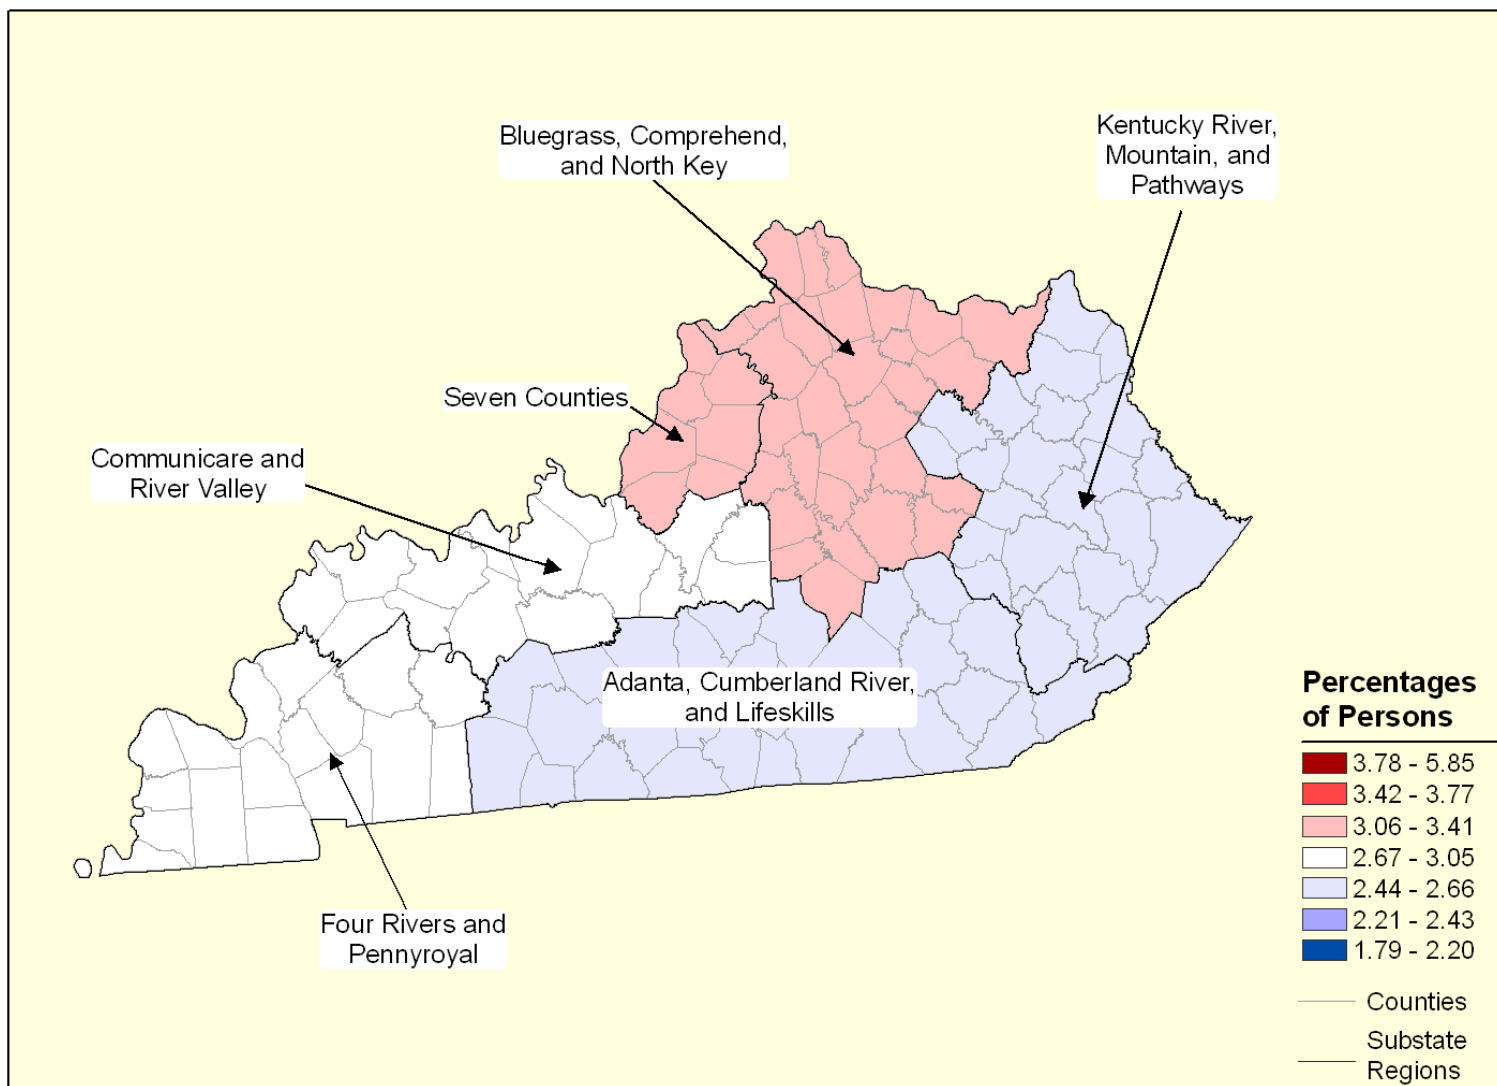 Bluegrass, Comprehend,
and North Key
Kentucky River,
Mountain, and
Pathways
Seven Counties
Communicare and
River Valley
Adanta, Cumberland River,
and Lifeskills
Four Rivers and
Pennyroyal
Percentages
of Persons
3.78 - 5.85
3.42 - 3.77
3.06 - 3.41
2.67 - 3.05
2.44 - 2.66
2.21 - 2.43
1.79 - 2.20
Counties
Substate
Regions